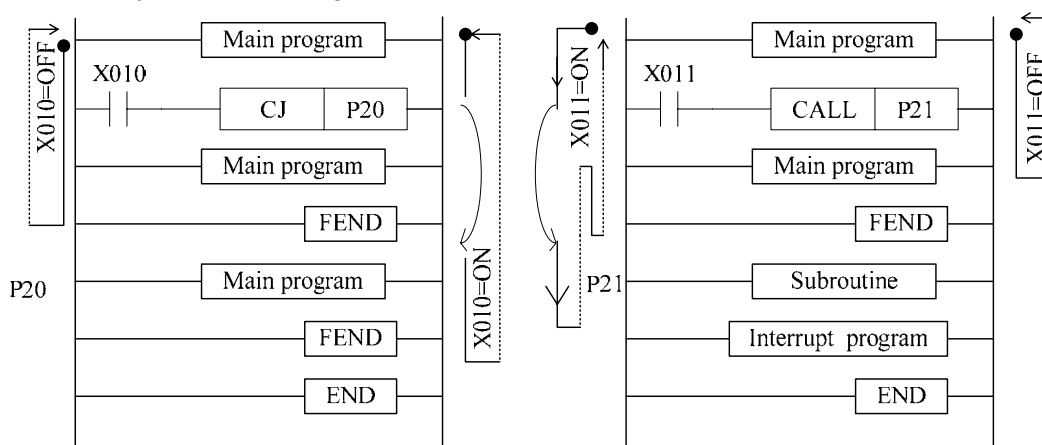 Main program
X010
CJ P20
Main program
FEND
P20
Main program
FEND
END
X010=OFF
X010=ON
Main program
X011
CALL P21
Main program
FEND
P21
Subroutine
Interrupt program
END
X011=ON
X011=OFF